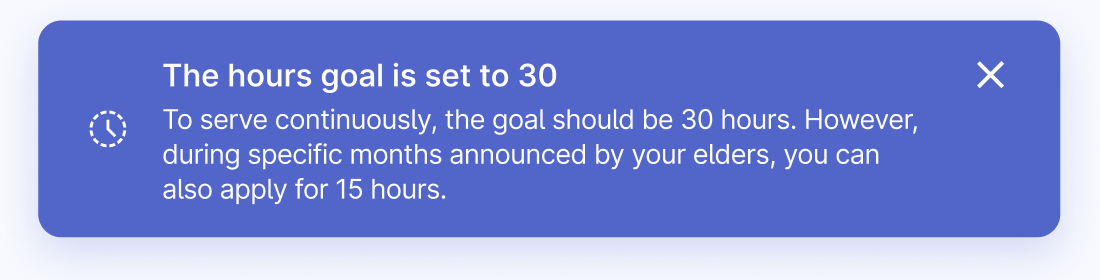 The hours goal is set to 30
To serve continuously, the goal should be 30 hours. However,
during specific months announced by your elders, you can
also apply for 15 hours.